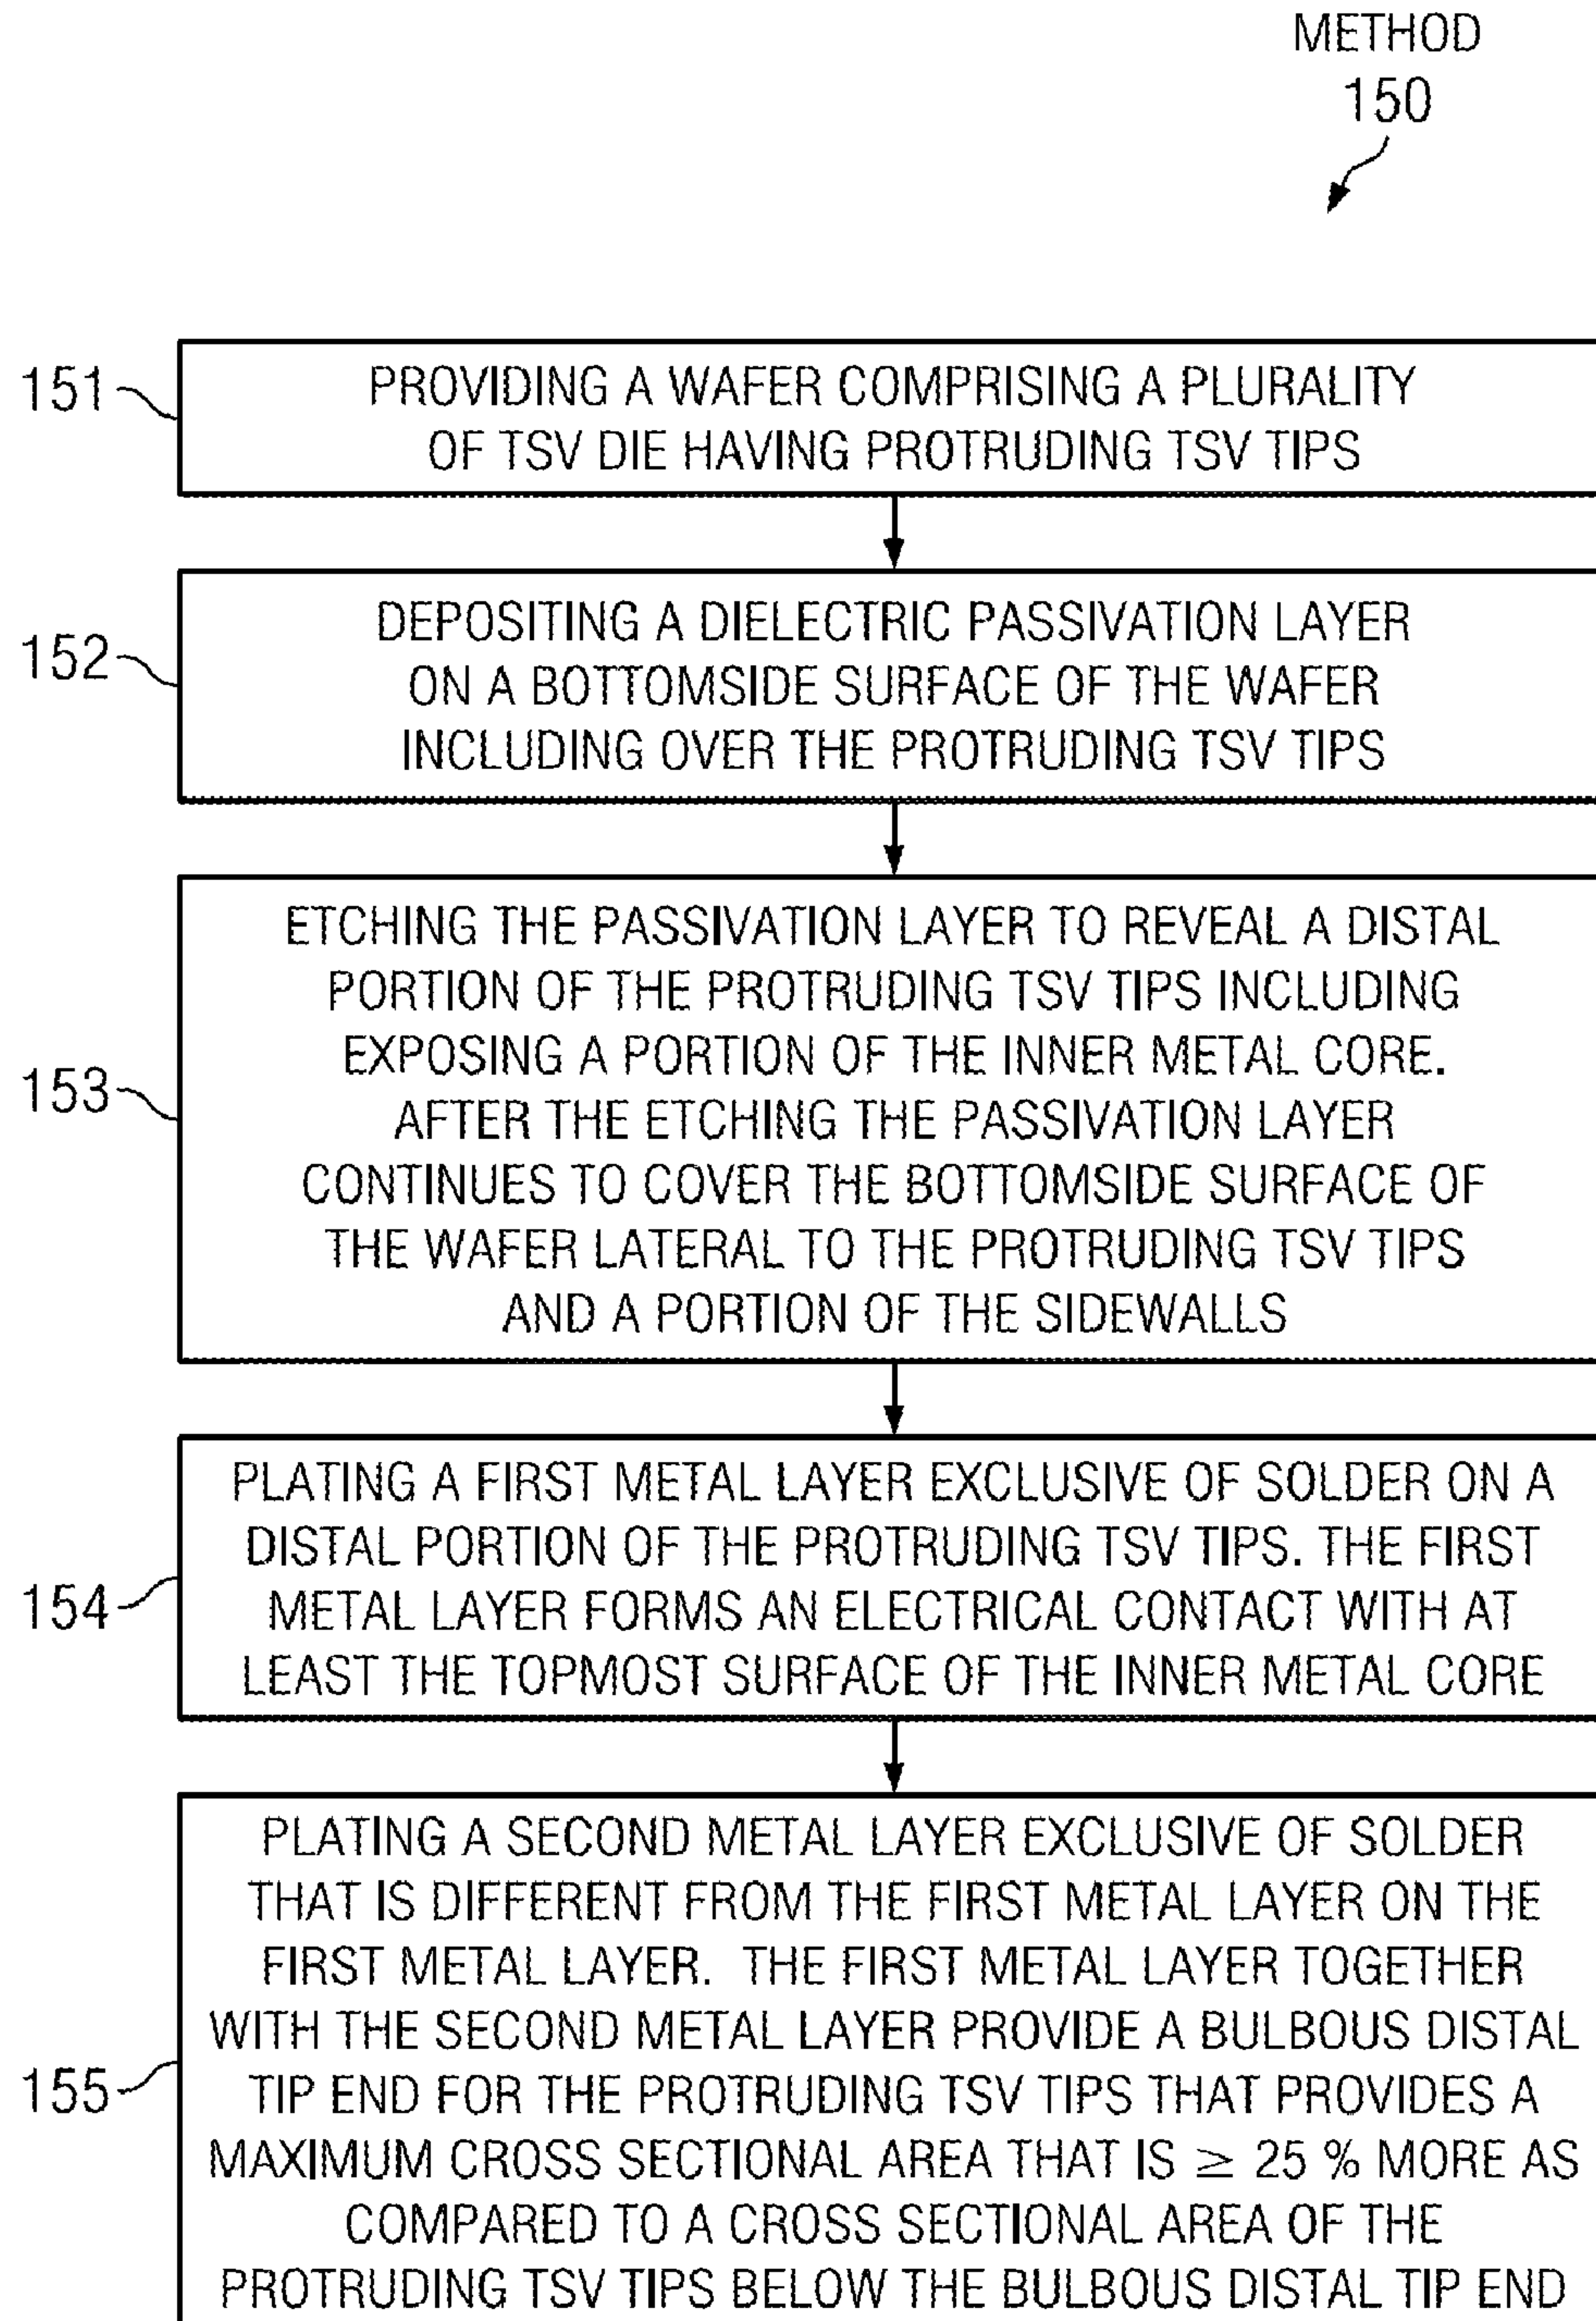 METHOD
150
151
PROVIDING A WAFER COMPRISING A PLURALITY
OF TSV DIE HAVING PROTRUDING TSV TIPS
152
DEPOSITING A DIELECTRIC PASSIVATION LAYER
ON A BOTTOMSIDE SURFACE OF THE WAFER
INCLUDING OVER THE PROTRUDING TSV TIPS
153
ETCHING THE PASSIVATION LAYER TO REVEAL A DISTAL
PORTION OF THE PROTRUDING TSV TIPS INCLUDING
EXPOSING A PORTION OF THE INNER METAL CORE.
AFTER THE ETCHING THE PASSIVATION LAYER
CONTINUES TO COVER THE BOTTOMSIDE SURFACE OF
THE WAFER LATERAL TO THE PROTRUDING TSV TIPS
AND A PORTION OF THE SIDEWALLS
154
PLATING A FIRST METAL LAYER EXCLUSIVE OF SOLDER ON A
DISTAL PORTION OF THE PROTRUDING TSV TIPS. THE FIRST
METAL LAYER FORMS AN ELECTRICAL CONTACT WITH AT
LEAST THE TOPMOST SURFACE OF THE INNER METAL CORE
155
PLATING A SECOND METAL LAYER EXCLUSIVE OF SOLDER
THAT IS DIFFERENT FROM THE FIRST METAL LAYER ON THE
FIRST METAL LAYER. THE FIRST METAL LAYER TOGETHER
WITH THE SECOND METAL LAYER PROVIDE A BULBOUS DISTAL
TIP END FOR THE PROTRUDING TSV TIPS THAT PROVIDES A
MAXIMUM CROSS SECTIONAL AREA THAT IS ≥ 25 % MORE AS
COMPARED TO A CROSS SECTIONAL AREA OF THE
PROTRUDING TSV TIPS BELOW THE BULBOUS DISTAL TIP END